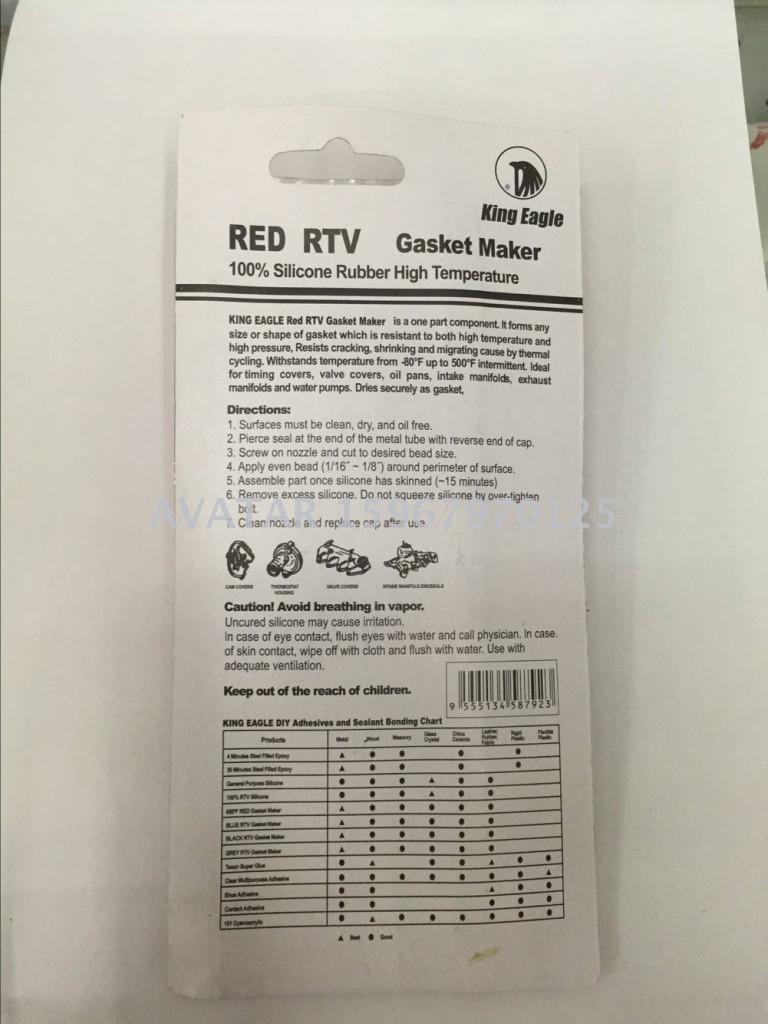 King Eagle
RED RTV Gasket Maker
100% Silicone Rubber High Temperature
KING EAGLE Red RTV Gasket Maker is a one part component. It forms any
size or shape of gasket which is resistant to both high temperature and
high pressure, Resists cracking, shrinking and migrating cause by thermal
cycling. Withstands temperature from -80°F up to 500°F intermittent. Ideal
for timing covers, valve covers, oil pans, intake manifolds, exhaust
manifolds and water pumps. Dries securely as gasket,
Directions:
1. Surfaces must be clean, dry, and oil free.
2. Pierce seal at the end of the metal tube with reverse end of cap.
3. Screw on nozzle and cut to desired bead size.
4. Apply even bead (1/16" ~ 1/8") around perimeter of surface.
5. Assemble part once silicone has skinned (~15 minutes)
6. Remove excess silicone. Do not squeeze silicone by over-tighten
bolt.
7. Clean nozzle and replace cap after use.
AVATAR 15967970125
CAM COVERS THERMOSTAT HOUSING VALVE COVERS INTAKE MANIFOLD
Caution! Avoid breathing in vapor.
Uncured silicone may cause irritation.
In case of eye contact, flush eyes with water and call physician. In case.
of skin contact, wipe off with cloth and flush with water. Use with
adequate ventilation.
Keep out of the reach of children.
9 555134 587923
KING EAGLE DIY Adhesives and Sealant Bonding Chart
Products Metal Wood Masonry Glass Crystal China Ceramic Leather, Rubber, Fabric Rigid Plastic Flexible Plastic
4 Minutes Steel Filled Epoxy ▲ ● ● ● ●
30 Minutes Steel Filled Epoxy ▲ ● ● ● ●
General Purpose Silicone ● ● ● ▲ ● ●
100% RTV Silicone ● ● ● ▲ ● ●
RED Gasket Maker ▲ ● ● ● ● ●
BLUE RTV Gasket Maker ▲ ● ● ● ● ●
BLACK RTV Gasket Maker ▲ ● ● ● ● ●
GREY RTV Gasket Maker ▲ ● ● ● ● ●
Super Glue ● ▲ ● ● ▲ ● ●
Clear Multipurpose Adhesive ● ● ● ● ● ● ● ▲
Shoe Adhesive ● ● ▲ ● ●
Contact Adhesive ● ● ● ● ●
101 Cyanoacrylic ● ▲ ● ● ● ● ● ●
▲ Best ● Good